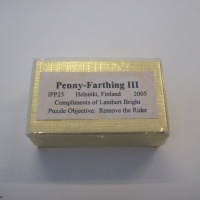 Penny-Farthing III
IPP25 Helsinki, Finland 2005
Compliments of Lambert Bright
Puzzle Objective: Remove the Rider